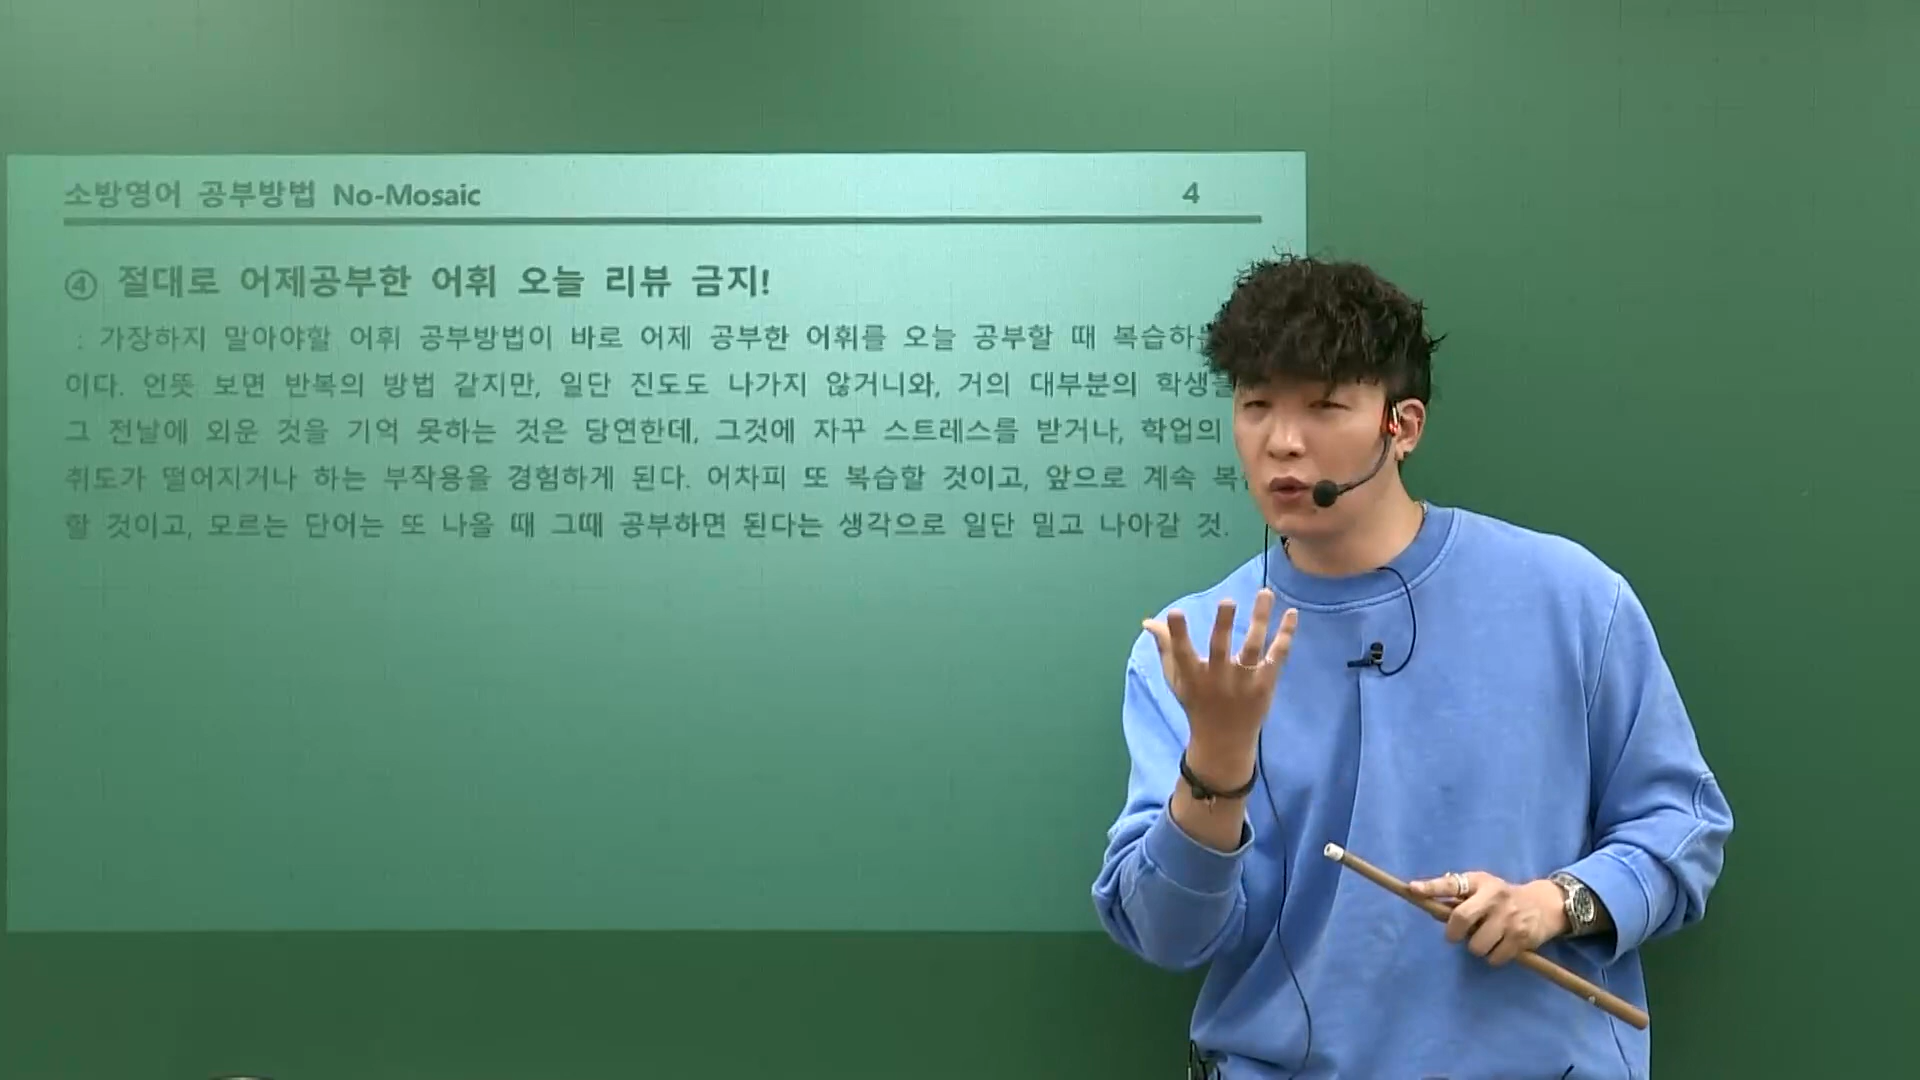 소방영어 공부방법 No-Mosaic 4
④ 절대로 어제공부한 어휘 오늘 리뷰 금지!
: 가장하지 말아야할 어휘 공부방법이 바로 어제 공부한 어휘를 오늘 공부할 때
이다. 언뜻 보면 반복의 방법 같지만, 일단 진도도 나가지 않거니와, 거의 대부분의
그 전날에 외운 것을 기억 못하는 것은 당연한데, 그것에 자꾸 스트레스를 받거나, 학업의
취도가 떨어지거나 하는 부작용을 경험하게 된다. 어차피 또 복습할 것이고, 앞으로 계속
할 것이고, 모르는 단어는 또 나올 때 그때 공부하면 된다는 생각으로 일단 밀고 나아갈 것.